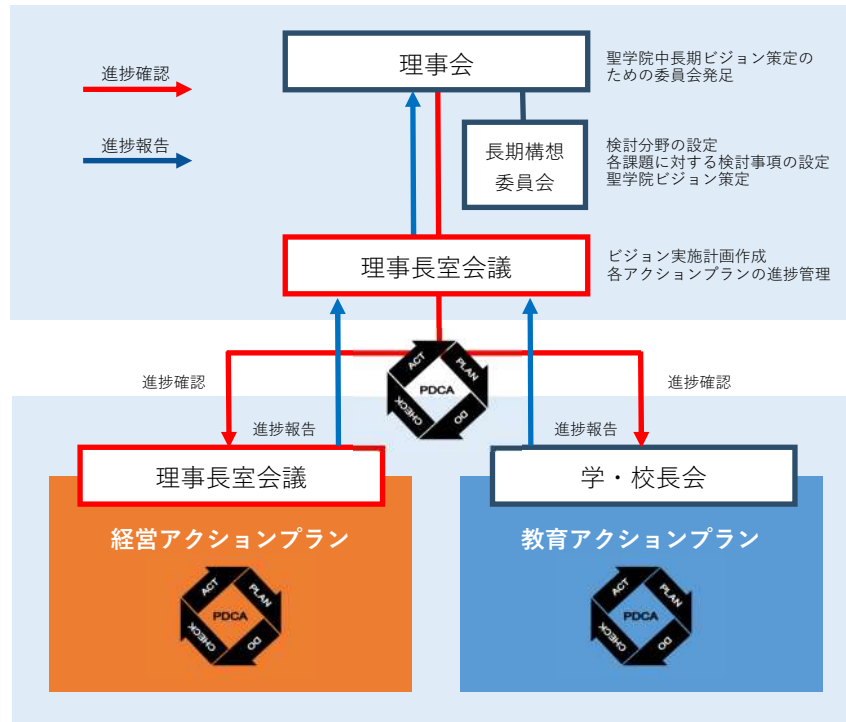 理事会
聖学院中長期ビジョン策定の
ための委員会発足
進捗確認
進捗報告
長期構想
委員会
検討分野の設定
各課題に対する検討事項の設定
聖学院ビジョン策定
理事長室会議
ビジョン実施計画作成
各アクションプランの進捗管理
ACT
PLAN
PDCA
CHECK
DO
進捗確認
進捗確認
進捗報告
進捗報告
理事長室会議
学・校長会
経営アクションプラン
教育アクションプラン
ACT
PLAN
PDCA
CHECK
DO
ACT
PLAN
PDCA
CHECK
DO